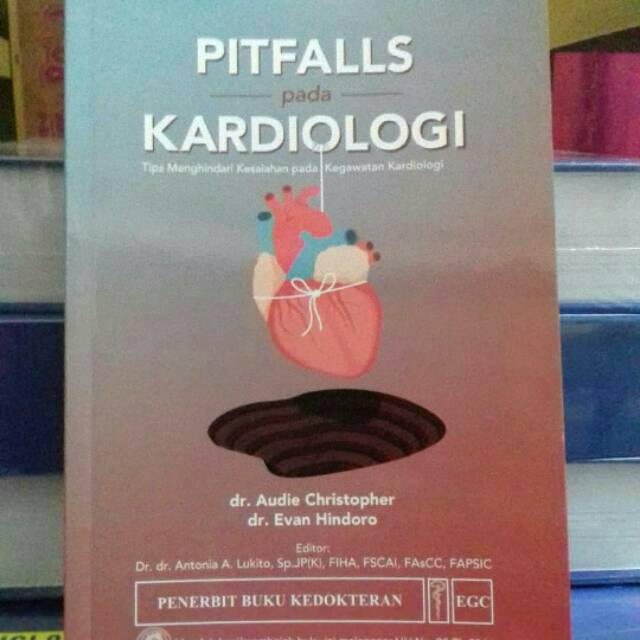 PITFALLS
pada
KARDIOLOGI
Tips Menghindari Kesalahan pada Kegawatan Kardiologi
dr. Audie Christopher
dr. Evan Hindoro
Editor:
Dr. dr. Antonia A. Lukito, Sp.JP(K), FIHA, FSCAI, FAsCC, FAPSIC
PENERBIT BUKU KEDOKTERAN EGC